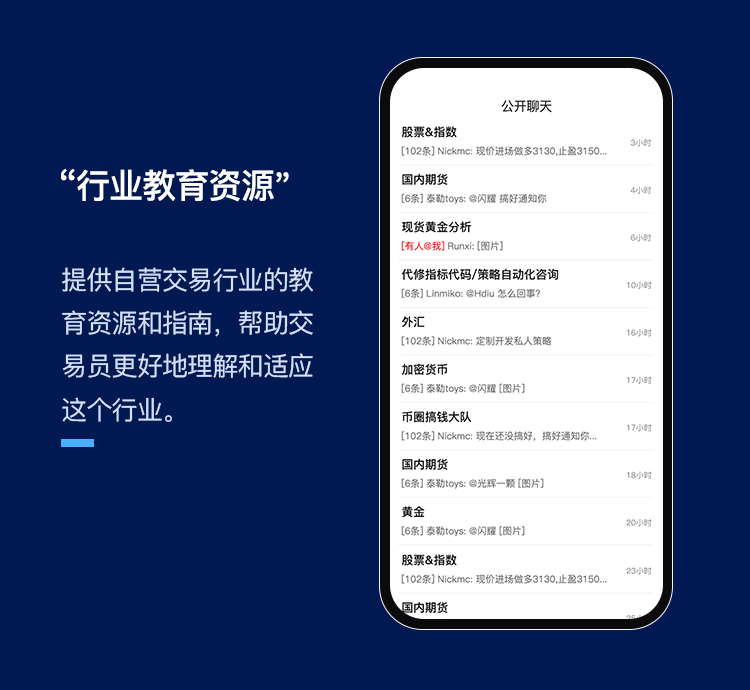 “行业教育资源”
提供自营交易行业的教
育资源和指南，帮助交
易员更好地理解和适应
这个行业。
公开聊天
股票&指数
[102条] Nickmc: 现价进场做多3130,止盈3150...
3小时
国内期货
[6条] 泰勒toys: @闪耀 搞好通知你
4小时
现货黄金分析
[有人@我] Runxi: [图片]
6小时
代修指标代码/策略自动化咨询
[6条] Linmiko: @Hdiu 怎么回事?
10小时
外汇
[102条] Nickmc: 定制开发私人策略
16小时
加密货币
[6条] 泰勒toys: @闪耀 [图片]
17小时
币圈搞钱大队
[102条] Nickmc: 现在还没搞好，搞好通知你...
17小时
国内期货
[6条] 泰勒toys: @光辉一颗 [图片]
18小时
黄金
[6条] 泰勒toys: @闪耀 [图片]
20小时
股票&指数
[102条] Nickmc: 现价进场做多3130,止盈3150...
23小时
国内期货